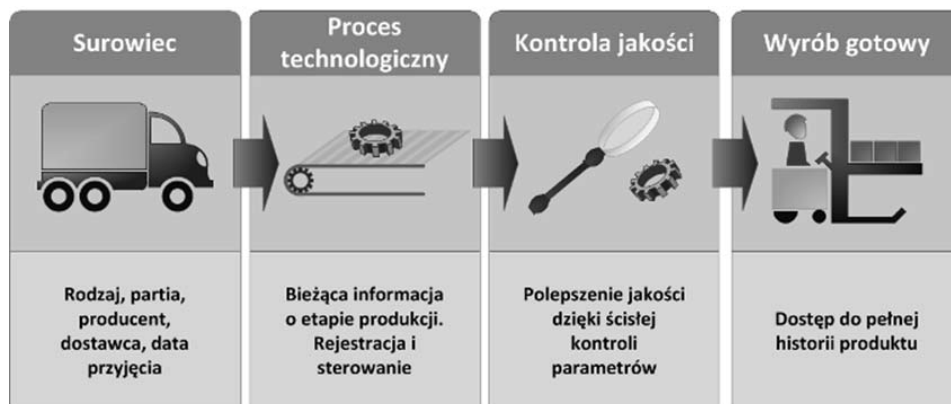 Surowiec
Proces
technologiczny
Kontrola jakości
Wyrób gotowy
Rodzaj, partia,
producent,
dostawca, data
przyjęcia
Bieżąca informacja
o etapie produkcji.
Rejestracja i
sterowanie
Polepszenie jakości
dzięki ścisłej
kontroli
parametrów
Dostęp do pełnej
historii produktu